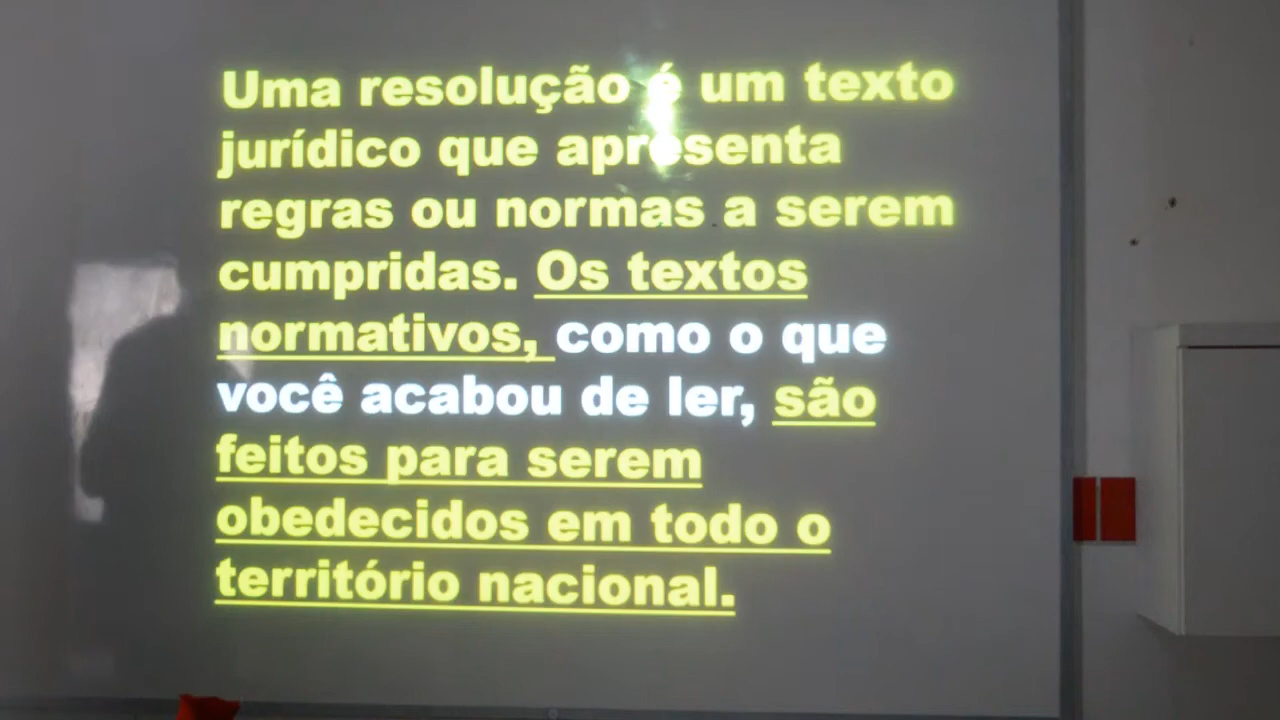 Uma resolução é um texto
jurídico que apresenta
regras ou normas a serem
cumpridas. Os textos
normativos, como o que
você acabou de ler, são
feitos para serem
obedecidos em todo o
território nacional.